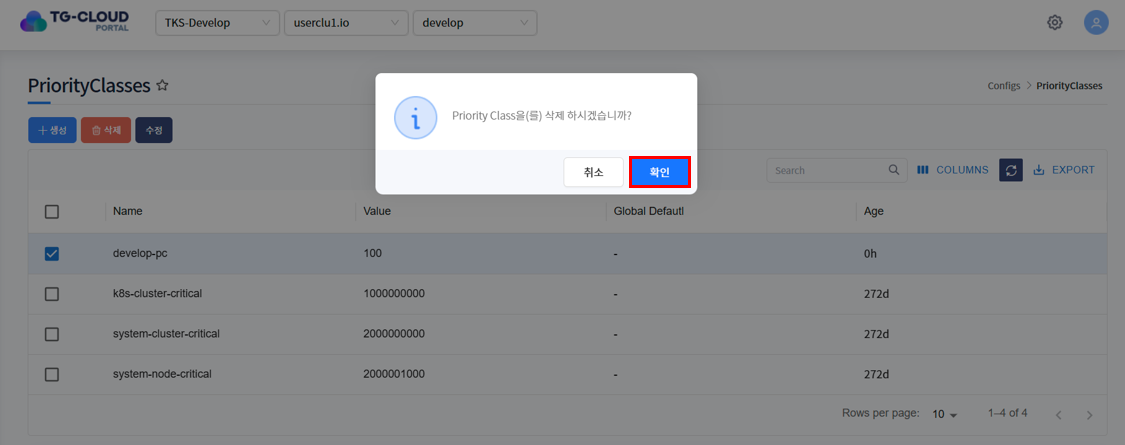 TG-CLOUD
PORTAL
TKS-Develop
userclu1.io
develop
PriorityClasses
Configs > PriorityClasses
Priority Class을(를) 삭제 하시겠습니까?
취소
확인
생성
삭제
수정
Search
COLUMNS
EXPORT
Name Value Global Defautl Age
develop-pc 100 - 0h
k8s-cluster-critical 1000000000 - 272d
system-cluster-critical 2000000000 - 272d
system-node-critical 2000001000 - 272d
Rows per page: 10 1–4 of 4